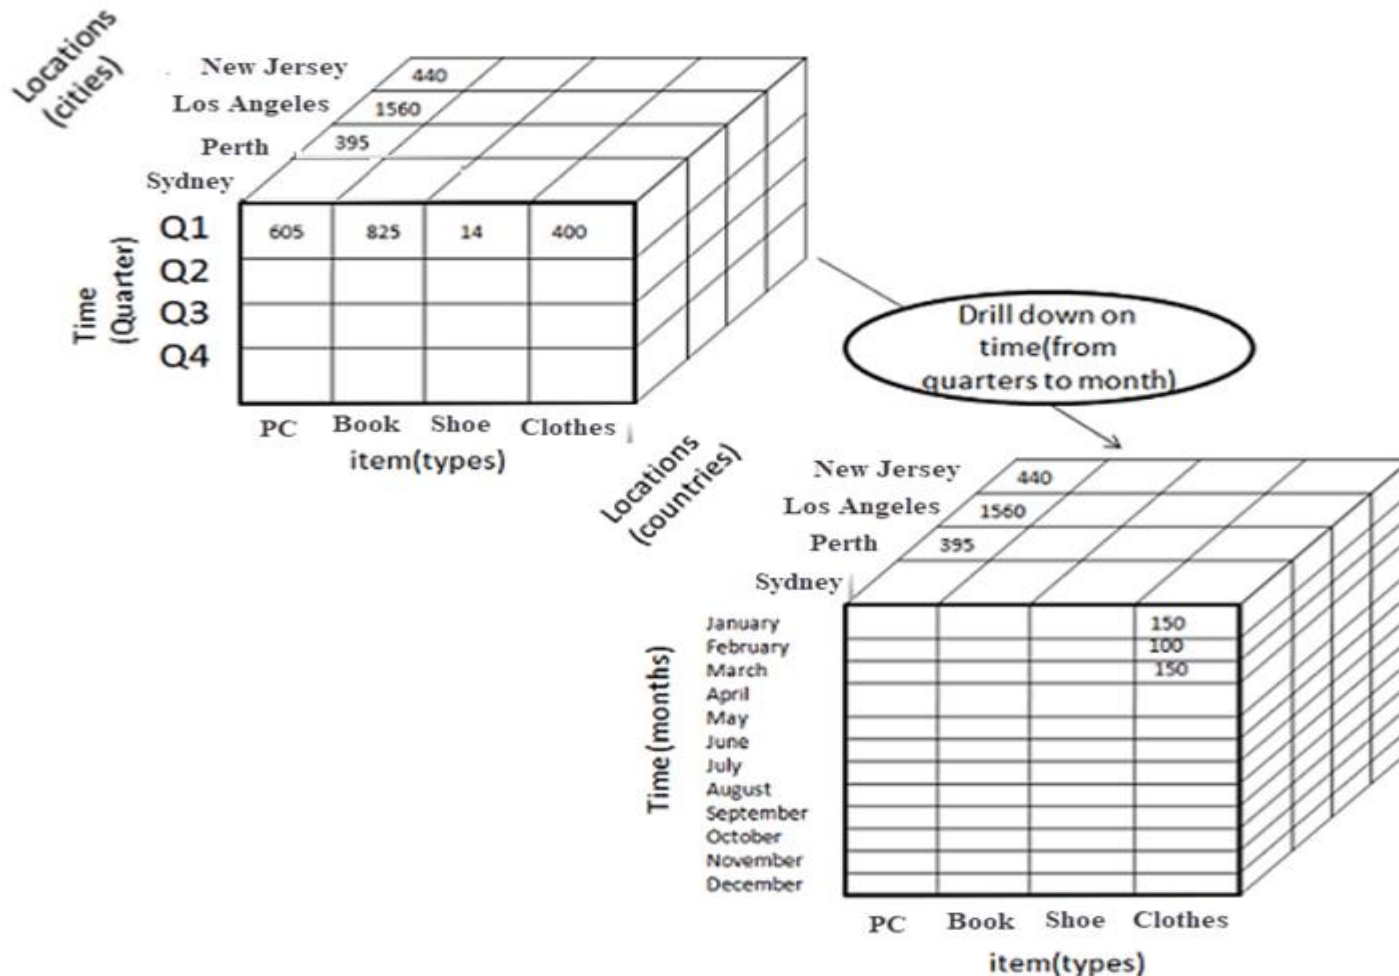 Locations
(cities)
New Jersey
440
Los Angeles
1560
Perth
395
Sydney
Time
(Quarter)
Q1
605 825 14 400
Q2
Q3
Q4
PC Book Shoe Clothes
item(types)
Drill down on
time(from
quarters to month)
Locations
(countries)
New Jersey
440
Los Angeles
1560
Perth
395
Sydney
Time (months)
January 150
February 100
March 150
April
May
June
July
August
September
October
November
December
PC Book Shoe Clothes
item(types)